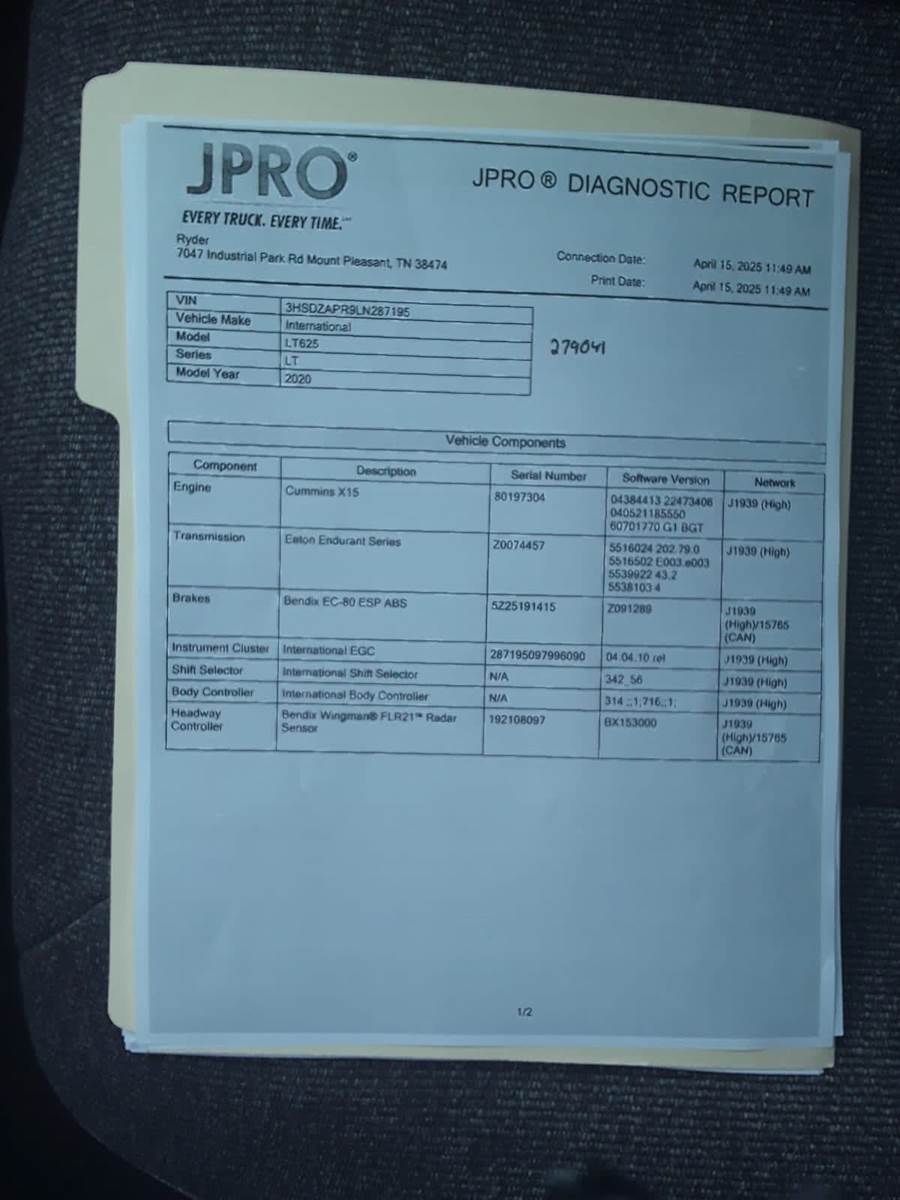 JPRO®
JPRO® DIAGNOSTIC REPORT
EVERY TRUCK. EVERY TIME.℠
Ryder
7047 Industrial Park Rd Mount Pleasant, TN 38474
Connection Date: April 15, 2025 11:49 AM
Print Date: April 15, 2025 11:49 AM
VIN 3HSDZAPR9LN287195
Vehicle Make International
Model LT625
Series LT
Model Year 2020
279041
Vehicle Components
Component Description Serial Number Software Version Network
Engine Cummins X15 80197304 04384413 22473406 J1939 (High)
040521185550
60701770 G1 BGT
Transmission Eaton Endurant Series Z0074457 5516024 202.79.0 J1939 (High)
5516502 E003.e003
5539922 43.2
5538103 4
Brakes Bendix EC-80 ESP ABS 5Z25191415 Z091289 J1939
(High)/15765
(CAN)
Instrument Cluster International EGC 287195097996090 04.04.10 rel J1939 (High)
Shift Selector International Shift Selector N/A 342_56 J1939 (High)
Body Controller International Body Controller N/A 314 ;;1;716;;1; J1939 (High)
Headway Bendix Wingman® FLR21™ Radar 192108097 BX153000 J1939
Controller Sensor (High)/15765
(CAN)
1/2